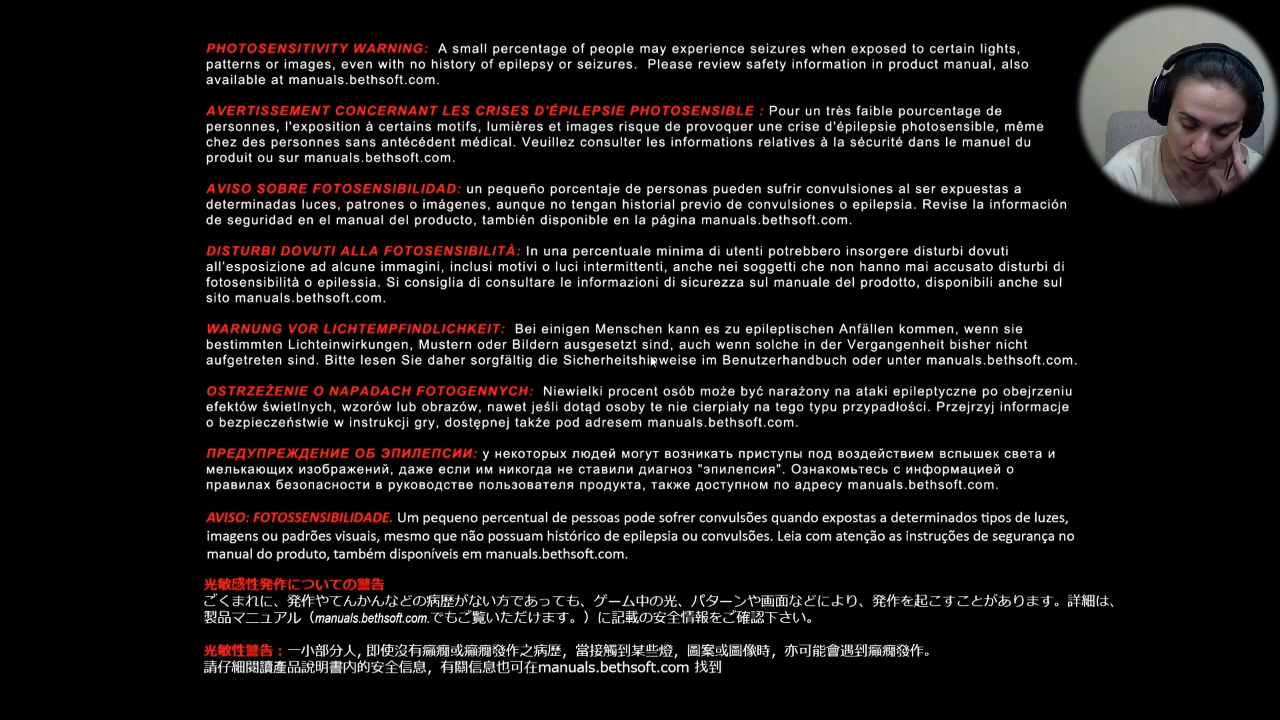 PHOTOSENSITIVITY WARNING: A small percentage of people may experience seizures when exposed to certain lights,
patterns or images, even with no history of epilepsy or seizures. Please review safety information in product manual, also
available at manuals.bethsoft.com.
AVERTISSEMENT CONCERNANT LES CRISES D'ÉPILEPSIE PHOTOSENSIBLE : Pour un très faible pourcentage de
personnes, l'exposition à certains motifs, lumières et images risque de provoquer une crise d'épilepsie photosensible, même
chez des personnes sans antécédent médical. Veuillez consulter les informations relatives à la sécurité dans le manuel du
produit ou sur manuals.bethsoft.com.
AVISO SOBRE FOTOSENSIBILIDAD: un pequeño porcentaje de personas pueden sufrir convulsiones al ser expuestas a
determinadas luces, patrones o imágenes, aunque no tengan historial previo de convulsiones o epilepsia. Revise la información
de seguridad en el manual del producto, también disponible en la página manuals.bethsoft.com.
DISTURBI DOVUTI ALLA FOTOSENSIBILITÀ: In una percentuale minima di utenti potrebbero insorgere disturbi dovuti
all'esposizione ad alcune immagini, inclusi motivi o luci intermittenti, anche nei soggetti che non hanno mai accusato disturbi di
fotosensibilità o epilessia. Si consiglia di consultare le informazioni di sicurezza sul manuale del prodotto, disponibili anche sul
sito manuals.bethsoft.com.
WARNUNG VOR LICHTEMPFINDLICHKEIT: Bei einigen Menschen kann es zu epileptischen Anfällen kommen, wenn sie
bestimmten Lichteinwirkungen, Mustern oder Bildern ausgesetzt sind, auch wenn solche in der Vergangenheit bisher nicht
aufgetreten sind. Bitte lesen Sie daher sorgfältig die Sicherheitshinweise im Benutzerhandbuch oder unter manuals.bethsoft.com.
OSTRZEŻENIE O NAPADACH FOTOGENNYCH: Niewielki procent osób może być narażony na ataki epileptyczne po obejrzeniu
efektów świetlnych, wzorów lub obrazów, nawet jeśli dotąd osoby te nie cierpiały na tego typu przypadłości. Przejrzyj informacje
o bezpieczeństwie w instrukcji gry, dostępnej także pod adresem manuals.bethsoft.com.
ПРЕДУПРЕЖДЕНИЕ ОБ ЭПИЛЕПСИИ: у некоторых людей могут возникать приступы под воздействием вспышек света и
мелькающих изображений, даже если им никогда не ставили диагноз "эпилепсия". Ознакомьтесь с информацией о
правилах безопасности в руководстве пользователя продукта, также доступном по адресу manuals.bethsoft.com.
AVISO: FOTOSSENSIBILIDADE. Um pequeno percentual de pessoas pode sofrer convulsões quando expostas a determinados tipos de luzes,
imagens ou padrões visuais, mesmo que não possuam histórico de epilepsia ou convulsões. Leia com atenção as instruções de segurança no
manual do produto, também disponíveis em manuals.bethsoft.com.
光敏感性発作についての警告
ごくまれに、発作やてんかんなどの病歴がない方であっても、ゲーム中の光、パターンや画面などにより、発作を起こすことがあります。詳細は、
製品マニュアル（manuals.bethsoft.com.でもご覧いただけます。）に記載の安全情報をご確認下さい。
光敏性警告：一小部分人, 即使沒有癲癇或癲癇發作之病歷, 當接觸到某些燈, 圖案或圖像時, 亦可能會遇到癲癇發作。
請仔細閱讀產品說明書內的安全信息, 有關信息也可在manuals.bethsoft.com 找到